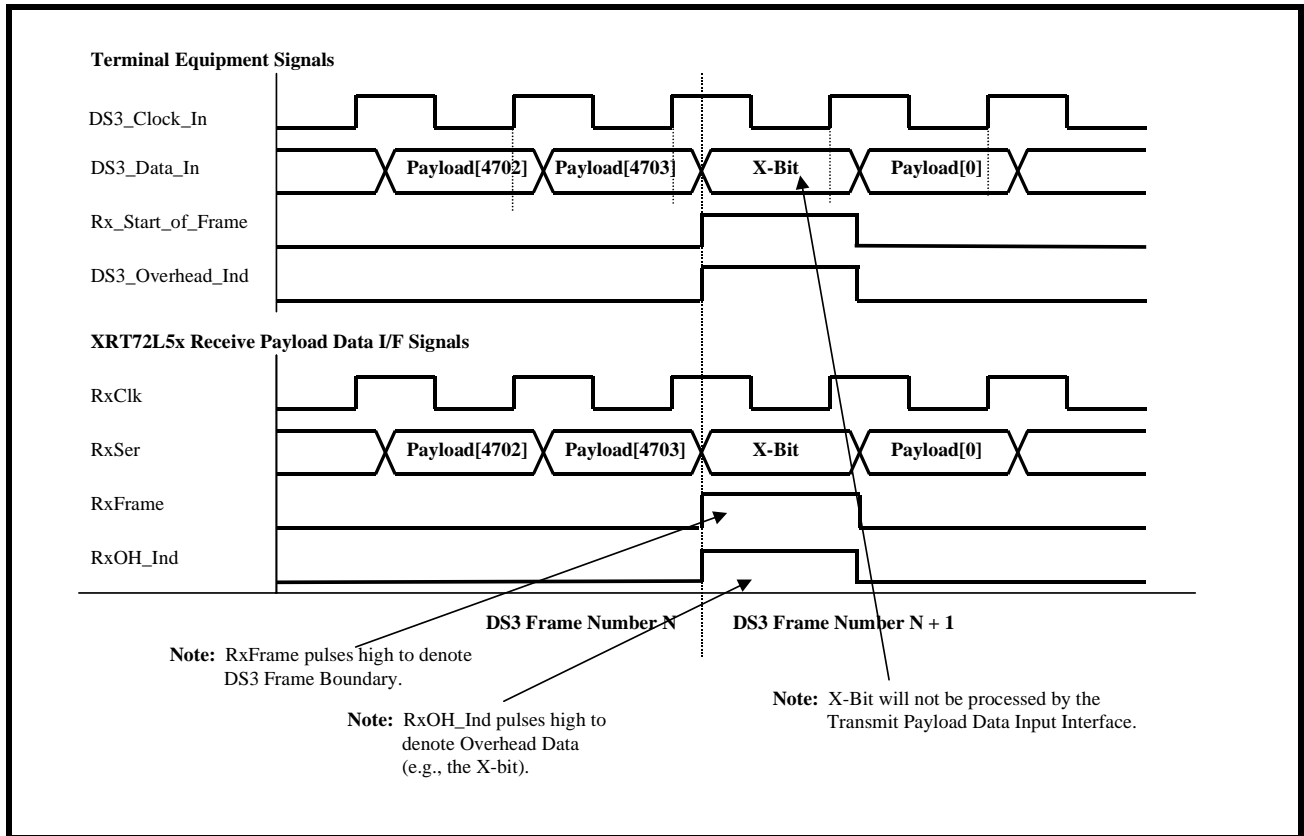 Terminal Equipment Signals
DS3_Clock_In
DS3_Data_In Payload[4702] Payload[4703] X-Bit Payload[0]
Rx_Start_of_Frame
DS3_Overhead_Ind
XRT72L5x Receive Payload Data I/F Signals
RxClk
RxSer Payload[4702] Payload[4703] X-Bit Payload[0]
RxFrame
RxOH_Ind
DS3 Frame Number N DS3 Frame Number N + 1
Note: RxFrame pulses high to denote
DS3 Frame Boundary.
Note: RxOH_Ind pulses high to
denote Overhead Data
(e.g., the X-bit).
Note: X-Bit will not be processed by the
Transmit Payload Data Input Interface.